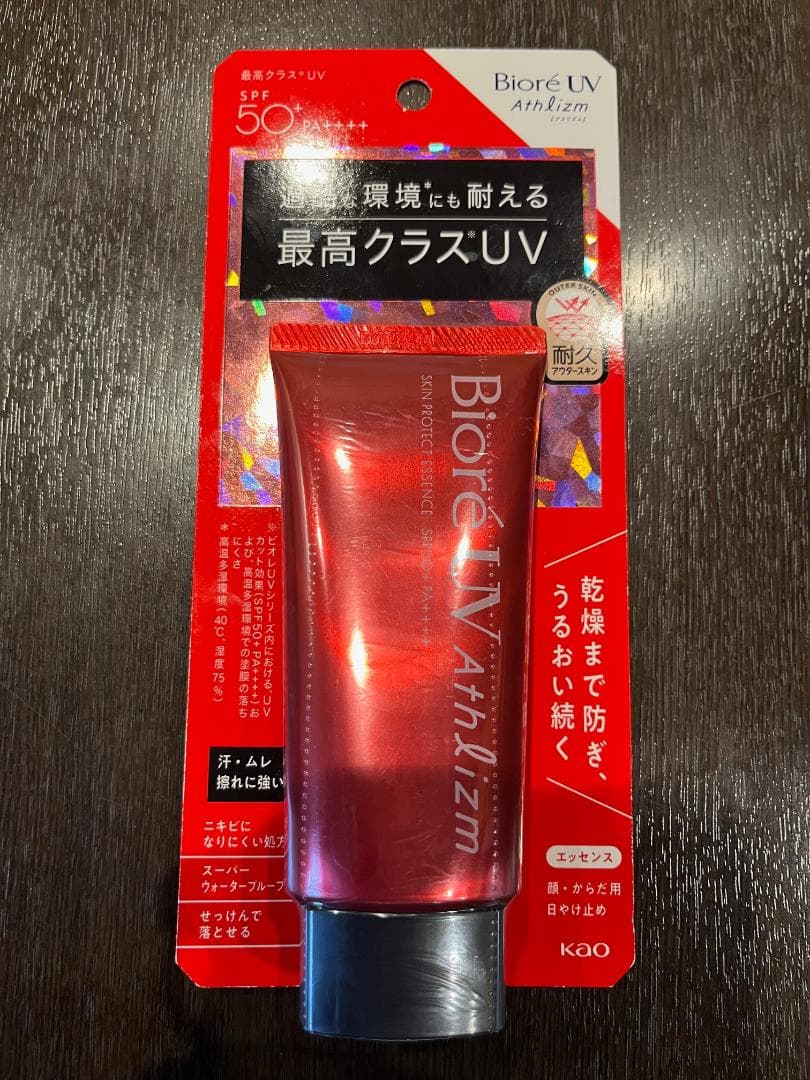 最高クラス※UV
SPF
50+ PA++++
Bioré UV
Athlizm
[アスリズム]
な環境*にも耐える
最高クラス※UV
OUTER SKIN
耐久
アウタースキン
Bioré UV Athlizm
SKIN PROTECT ESSENCE SPF50+ PA++++
※ビオレUVシリーズ内における、UV
カット効果(SPF50+ PA++++)お
よび、高温多湿環境での塗膜の落ち
にくさ
*高温多湿環境(40℃、湿度75%)
乾燥まで防ぎ、
うるおい続く
汗・ムレ
擦れに強い
ニキビに
なりにくい処方
スーパー
ウォータープルーフ
せっけんで
落とせる
エッセンス
顔・からだ用
日やけ止め
Kao